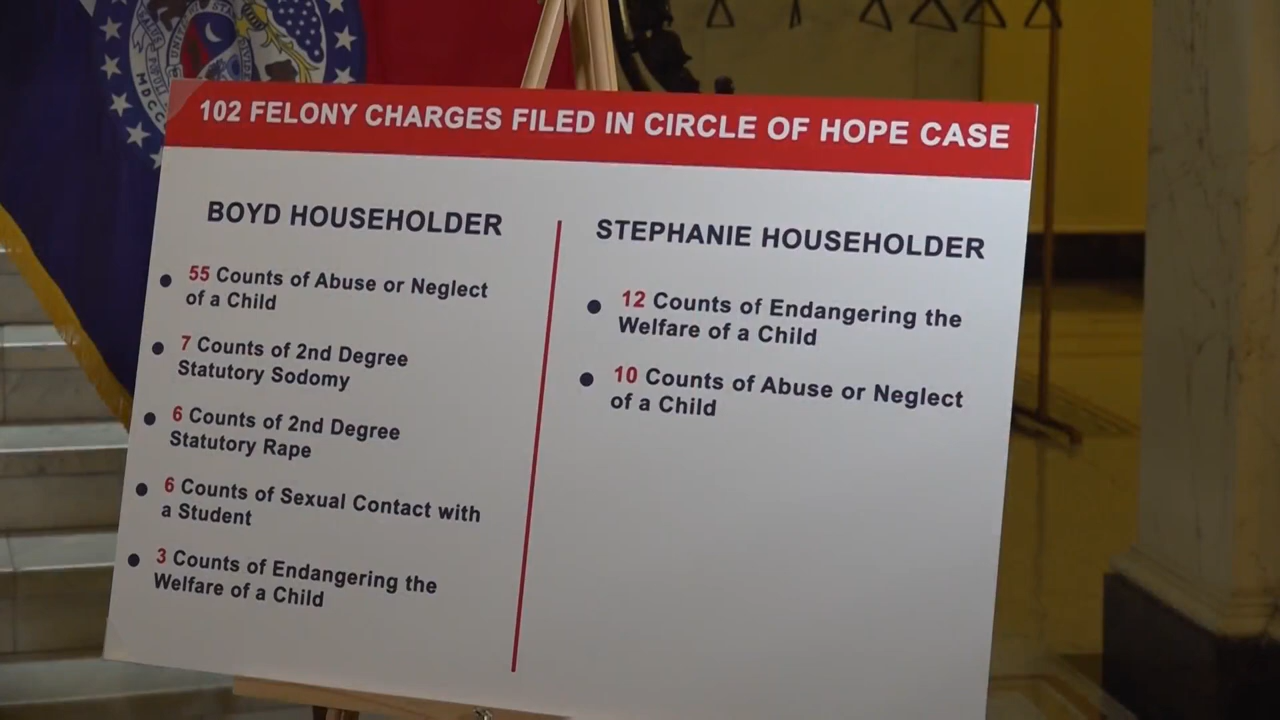 102 FELONY CHARGES FILED IN CIRCLE OF HOPE CASE
BOYD HOUSEHOLDER
55 Counts of Abuse or Neglect
of a Child
7 Counts of 2nd Degree
Statutory Sodomy
6 Counts of 2nd Degree
Statutory Rape
6 Counts of Sexual Contact with
a Student
3 Counts of Endangering the
Welfare of a Child
STEPHANIE HOUSEHOLDER
12 Counts of Endangering the
Welfare of a Child
10 Counts of Abuse or Neglect
of a Child